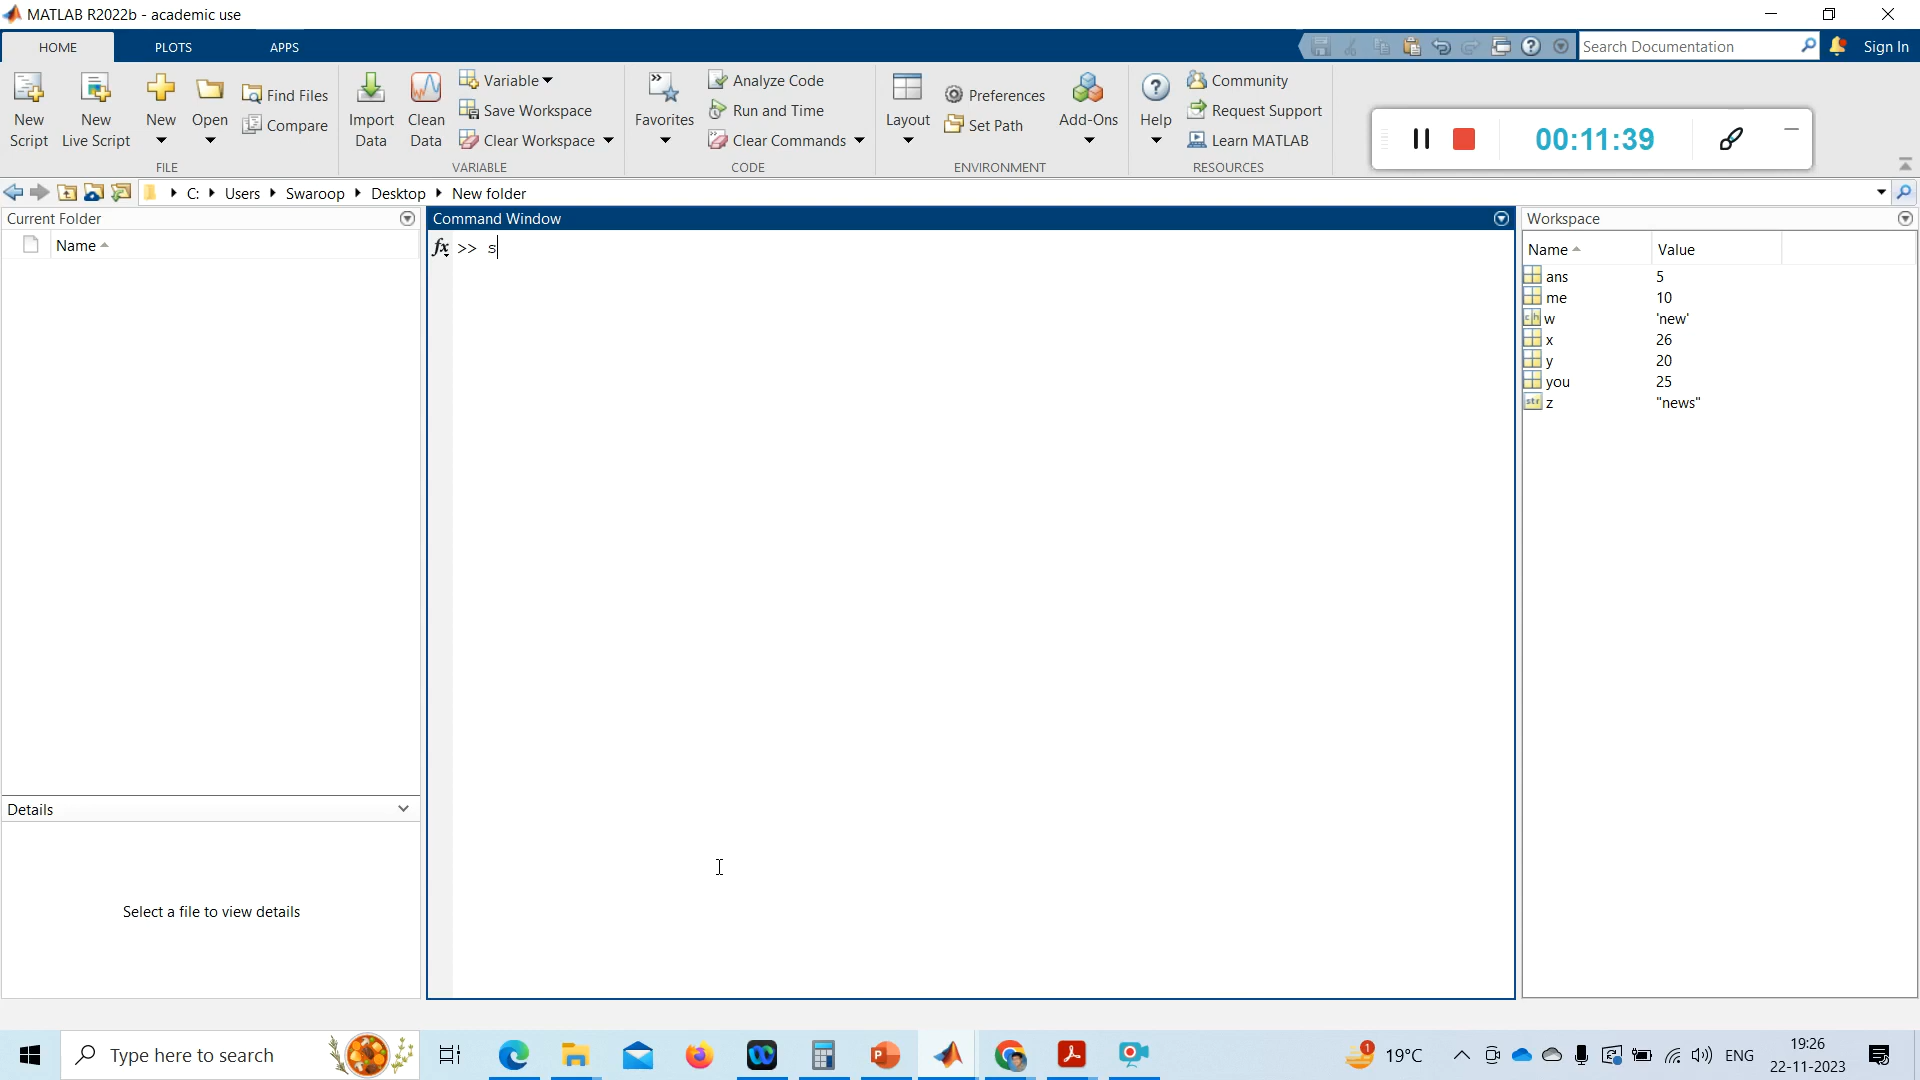 MATLAB R2022b - academic use
HOME PLOTS APPS
Search Documentation
Sign In
New Script
New Live Script
New
Open
Find Files
Compare
FILE
Import Data
Clean Data
Variable
Save Workspace
Clear Workspace
VARIABLE
Favorites
Analyze Code
Run and Time
Clear Commands
CODE
Layout
Preferences
Set Path
Add-Ons
ENVIRONMENT
Help
Community
Request Support
Learn MATLAB
RESOURCES
00:11:39
C: Users Swaroop Desktop New folder
Current Folder
Name
Command Window
fx >> s
Workspace
Name Value
ans 5
me 10
w 'new'
x 26
y 20
you 25
z "news"
Details
Select a file to view details
Type here to search
1
19°C
ENG
19:26
22-11-2023